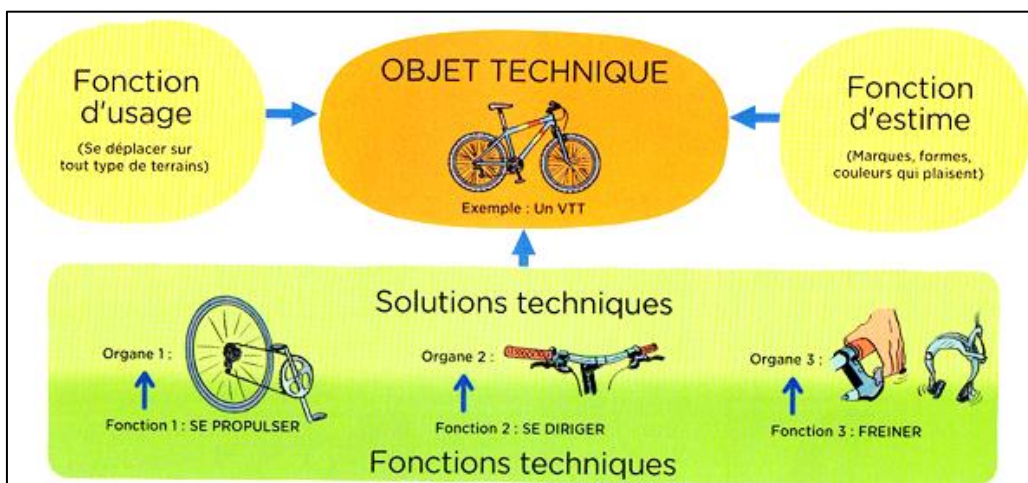 Fonction
d'usage
(Se déplacer sur
tout type de terrains)
OBJET TECHNIQUE
Exemple : Un VTT
Fonction
d'estime
(Marques, formes,
couleurs qui plaisent)
Solutions techniques
Organe 1 :
Organe 2 :
Organe 3 :
Fonction 1 : SE PROPULSER
Fonction 2 : SE DIRIGER
Fonction 3 : FREINER
Fonctions techniques